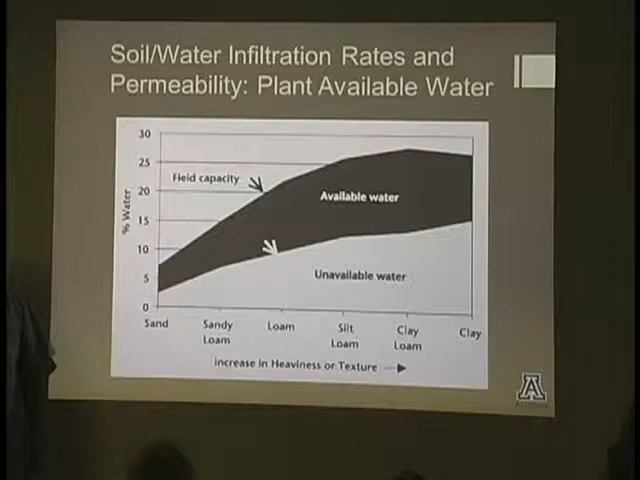 Soil/Water Infiltration Rates and
Permeability: Plant Available Water
30
25
20
15
10
5
0
% Water
Field capacity
Available water
Unavailable water
Sand
Sandy
Loam
Loam
Silt
Loam
Clay
Loam
Clay
Increase in Heaviness or Texture
A